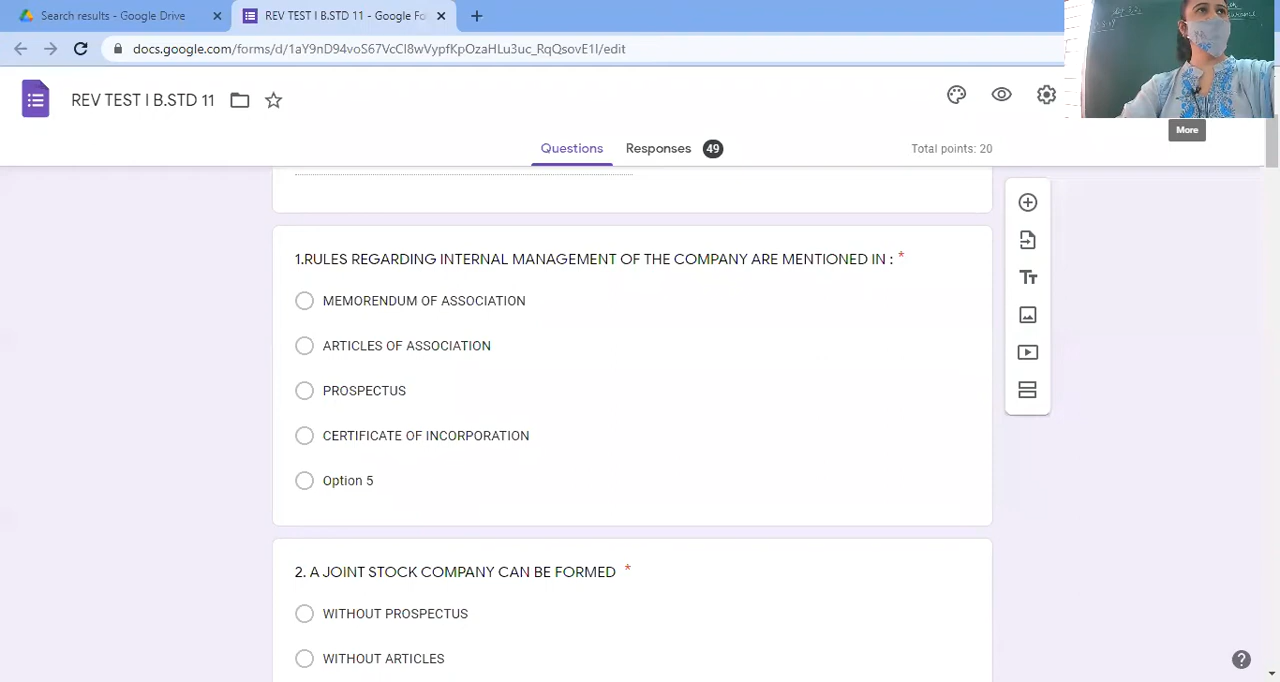 Search results - Google Drive
REV TEST I B.STD 11 - Google Fo
docs.google.com/forms/d/
REV TEST I B.STD 11
More
Questions
Responses 49
Total points: 20
1.RULES REGARDING INTERNAL MANAGEMENT OF THE COMPANY ARE MENTIONED IN : *
MEMORENDUM OF ASSOCIATION
ARTICLES OF ASSOCIATION
PROSPECTUS
CERTIFICATE OF INCORPORATION
Option 5
2. A JOINT STOCK COMPANY CAN BE FORMED *
WITHOUT PROSPECTUS
WITHOUT ARTICLES